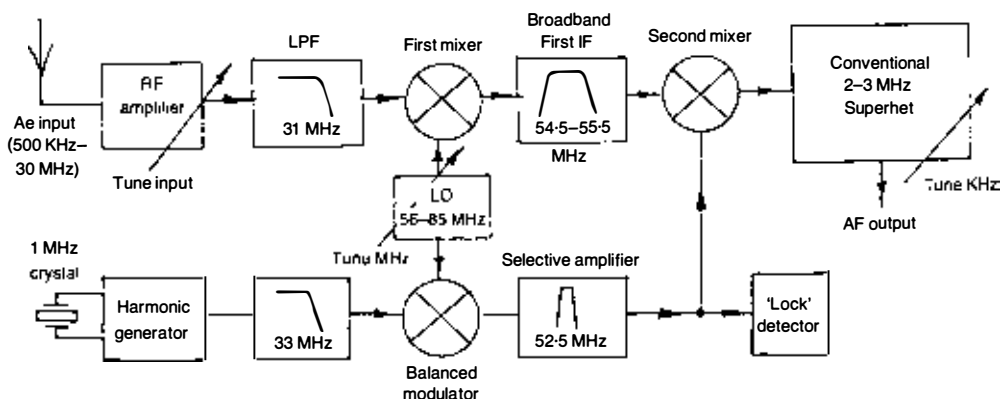 Ae input
(500 KHz–
30 MHz)
RF
amplifier
Tune input
LPF
31 MHz
First mixer
Broadband
First IF
54·5–55·5
MHz
Second mixer
Conventional
2–3 MHz
Superhet
Tune KHz
AF output
LO
56–85 MHz
Tune MHz
1 MHz
crystal
Harmonic
generator
33 MHz
Balanced
modulator
Selective amplifier
52·5 MHz
'Lock'
detector